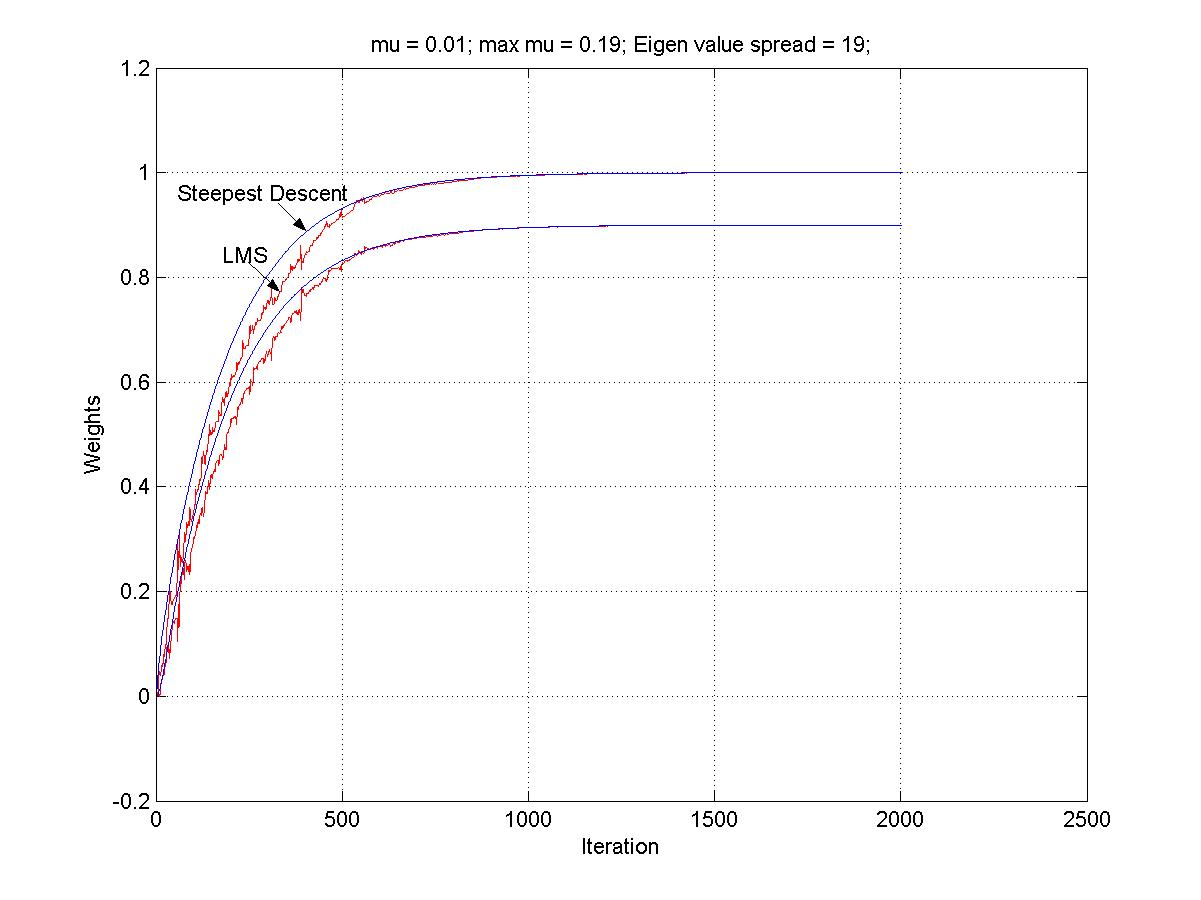 mu = 0.01; max mu = 0.19; Eigen value spread = 19;
1.2
1
Steepest Descent
LMS
0.8
0.6
Weights
0.4
0.2
0
-0.2
0 500 1000 1500 2000 2500
Iteration